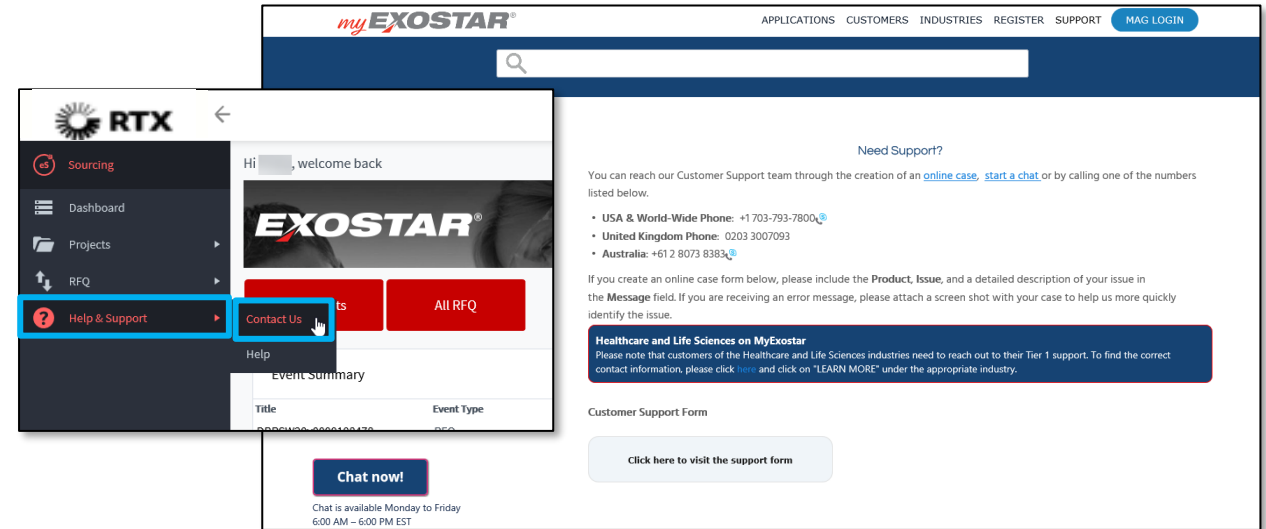 myEXOSTAR®
APPLICATIONS CUSTOMERS INDUSTRIES REGISTER SUPPORT MAG LOGIN
RTX
eS Sourcing
Dashboard
Projects
RFQ
? Help & Support
Hi , welcome back
EXOSTAR®
ts
All RFQ
Contact Us
Help
Event Summary
Title Event Type
Need Support?
You can reach our Customer Support team through the creation of an online case, start a chat or by calling one of the numbers
listed below.
• USA & World-Wide Phone: +1 703-793-7800
• United Kingdom Phone: 0203 3007093
• Australia: +61 2 8073 8383
If you create an online case form below, please include the Product, Issue, and a detailed description of your issue in
the Message field. If you are receiving an error message, please attach a screen shot with your case to help us more quickly
identify the issue.
Healthcare and Life Sciences on MyExostar
Please note that customers of the Healthcare and Life Sciences industries need to reach out to their Tier 1 support. To find the correct
contact information, please click here and click on "LEARN MORE" under the appropriate industry.
Customer Support Form
Click here to visit the support form
Chat now!
Chat is available Monday to Friday
6:00 AM – 6:00 PM EST